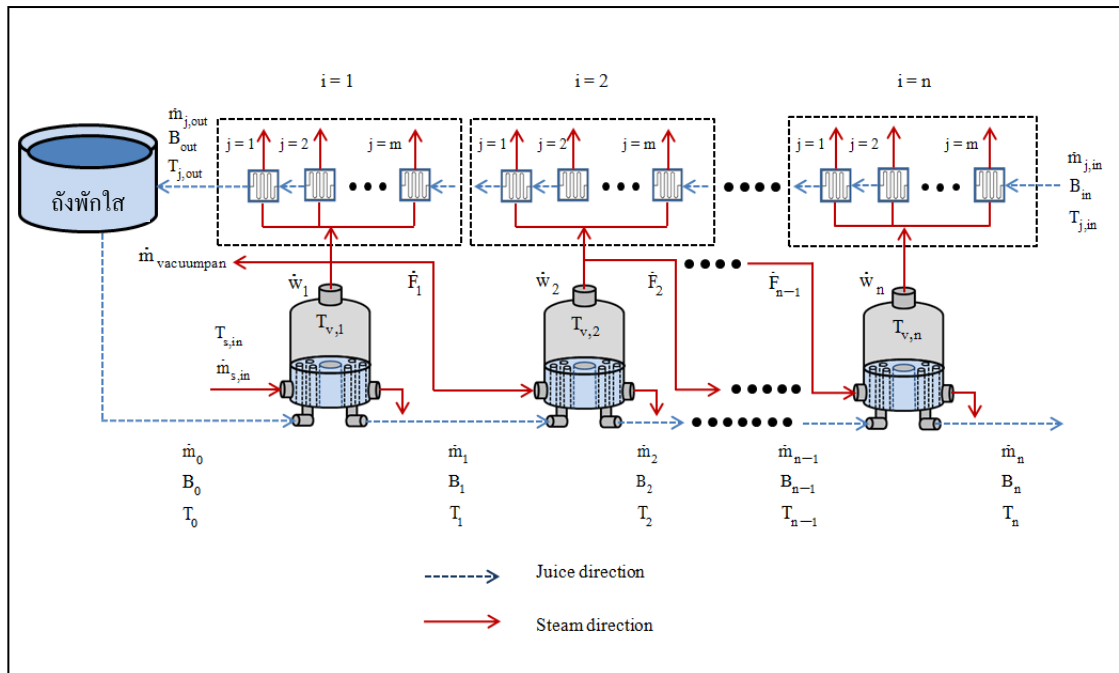 i = 1 i = 2 i = n
ṁj,out
Bout
Tj,out
j = 1 j = 2 j = m j = 1 j = 2 j = m j = 1 j = 2 j = m
ṁj,in
Bin
Tj,in
ถังพักใส
ṁvacuumpan
ẇ1 Ḟ1 ẇ2 Ḟ2 Ḟn−1 ẇn
Tv,1 Tv,2 Tv,n
Ts,in
ṁs,in
ṁ0 ṁ1 ṁ2 ṁn−1 ṁn
B0 B1 B2 Bn−1 Bn
T0 T1 T2 Tn−1 Tn
Juice direction
Steam direction